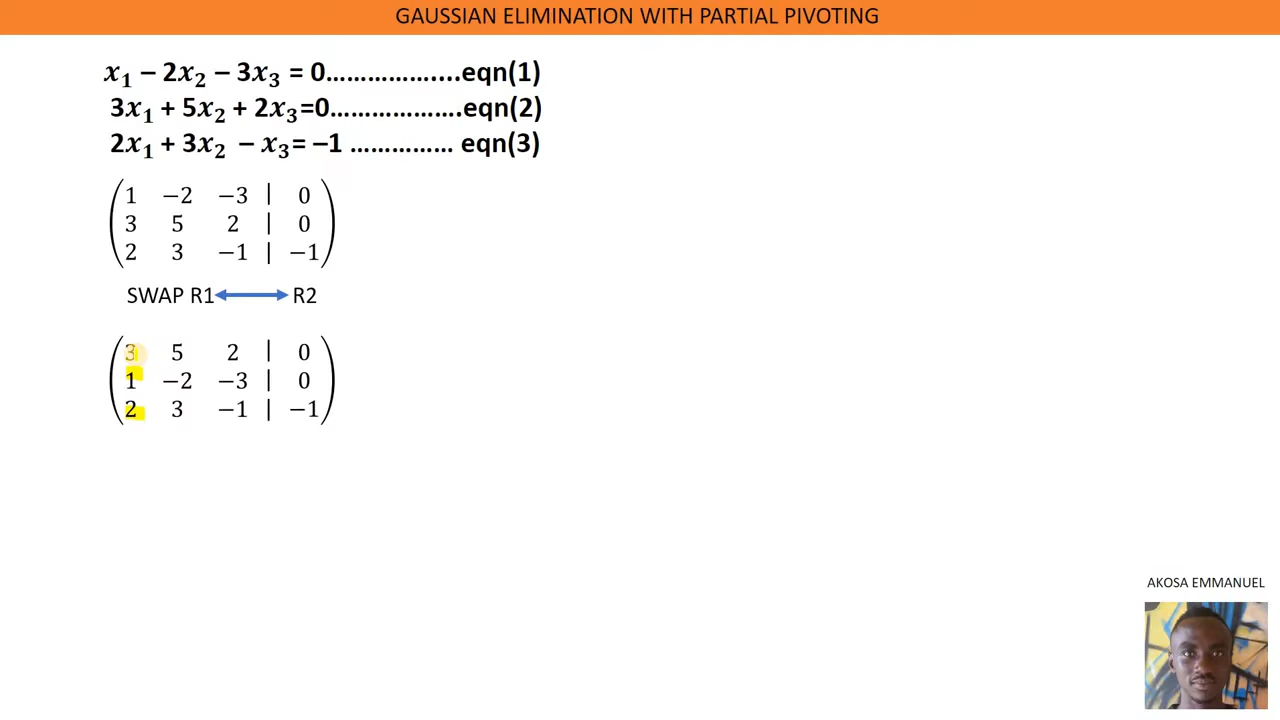 GAUSSIAN ELIMINATION WITH PARTIAL PIVOTING
x₁ − 2x₂ − 3x₃ = 0……………....eqn(1)
3x₁ + 5x₂ + 2x₃=0……………….eqn(2)
2x₁ + 3x₂ − x₃= –1 …………… eqn(3)
1 −2 −3 | 0
3 5 2 | 0
2 3 −1 | −1
SWAP R1 R2
3 5 2 | 0
1 −2 −3 | 0
2 3 −1 | −1
AKOSA EMMANUEL